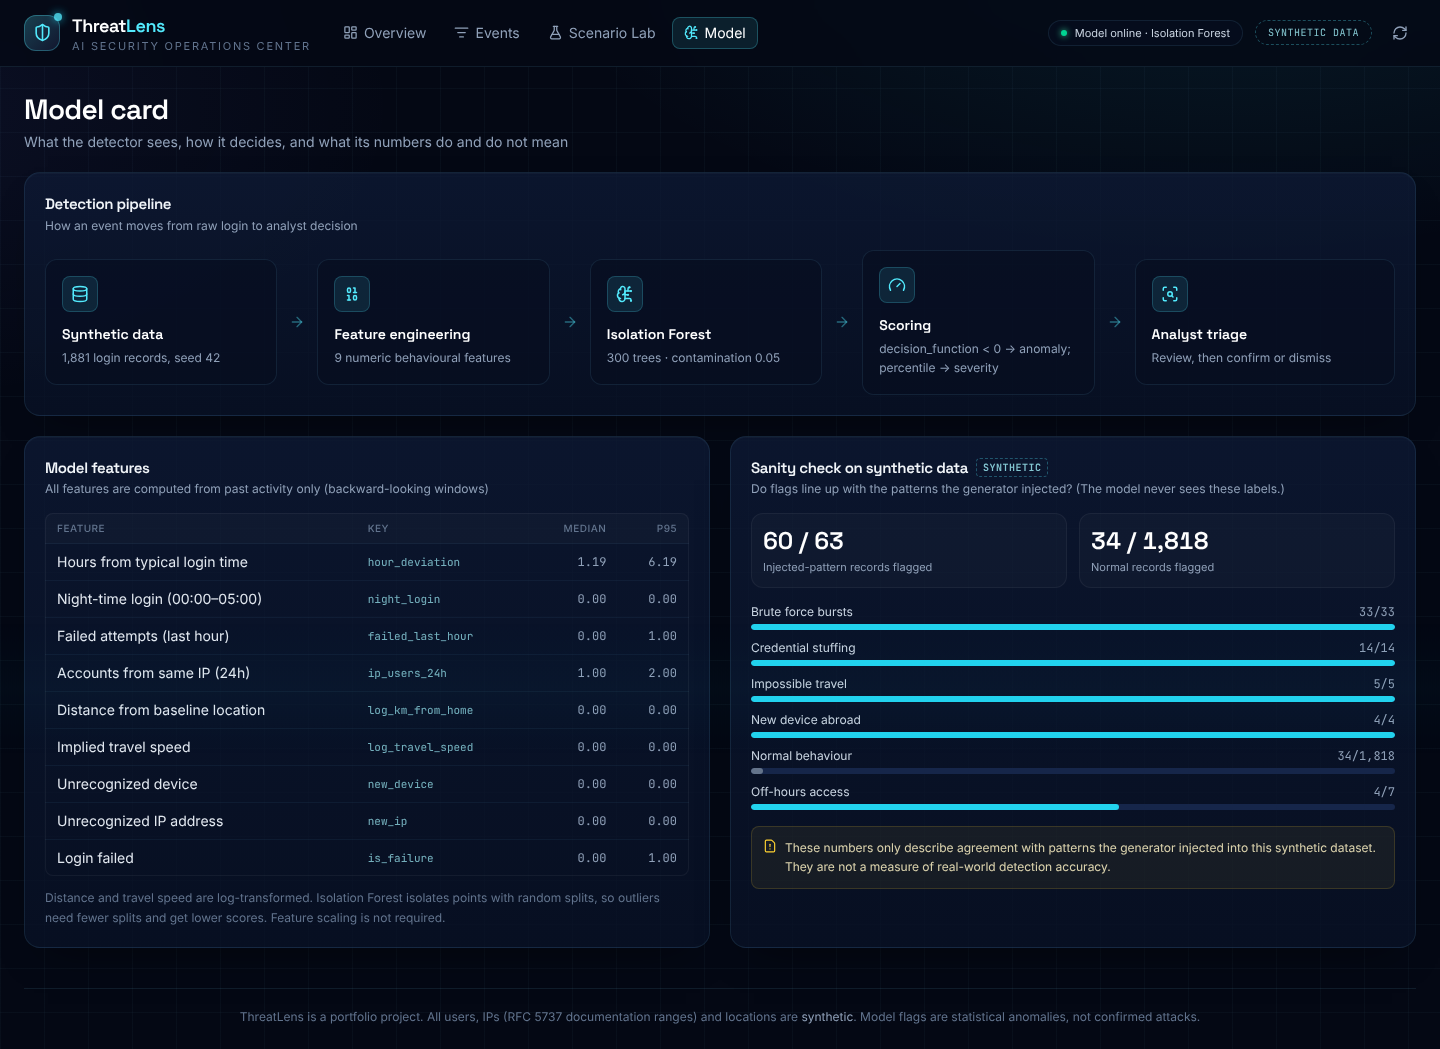 ThreatLens
AI SECURITY OPERATIONS CENTER
Overview
Events
Scenario Lab
Model
Model online · Isolation Forest
SYNTHETIC DATA
Model card
What the detector sees, how it decides, and what its numbers do and do not mean
Detection pipeline
How an event moves from raw login to analyst decision
Synthetic data
1,881 login records, seed 42
01
10
Feature engineering
9 numeric behavioural features
Isolation Forest
300 trees · contamination 0.05
Scoring
decision_function < 0 → anomaly;
percentile → severity
Analyst triage
Review, then confirm or dismiss
Model features
All features are computed from past activity only (backward-looking windows)
FEATURE KEY MEDIAN P95
Hours from typical login time hour_deviation 1.19 6.19
Night-time login (00:00–05:00) night_login 0.00 0.00
Failed attempts (last hour) failed_last_hour 0.00 1.00
Accounts from same IP (24h) ip_users_24h 1.00 2.00
Distance from baseline location log_km_from_home 0.00 0.00
Implied travel speed log_travel_speed 0.00 0.00
Unrecognized device new_device 0.00 0.00
Unrecognized IP address new_ip 0.00 0.00
Login failed is_failure 0.00 1.00
Distance and travel speed are log-transformed. Isolation Forest isolates points with random splits, so outliers
need fewer splits and get lower scores. Feature scaling is not required.
Sanity check on synthetic data SYNTHETIC
Do flags line up with the patterns the generator injected? (The model never sees these labels.)
60 / 63
Injected-pattern records flagged
34 / 1,818
Normal records flagged
Brute force bursts 33/33
Credential stuffing 14/14
Impossible travel 5/5
New device abroad 4/4
Normal behaviour 34/1,818
Off-hours access 4/7
These numbers only describe agreement with patterns the generator injected into this synthetic dataset.
They are not a measure of real-world detection accuracy.
ThreatLens is a portfolio project. All users, IPs (RFC 5737 documentation ranges) and locations are synthetic. Model flags are statistical anomalies, not confirmed attacks.